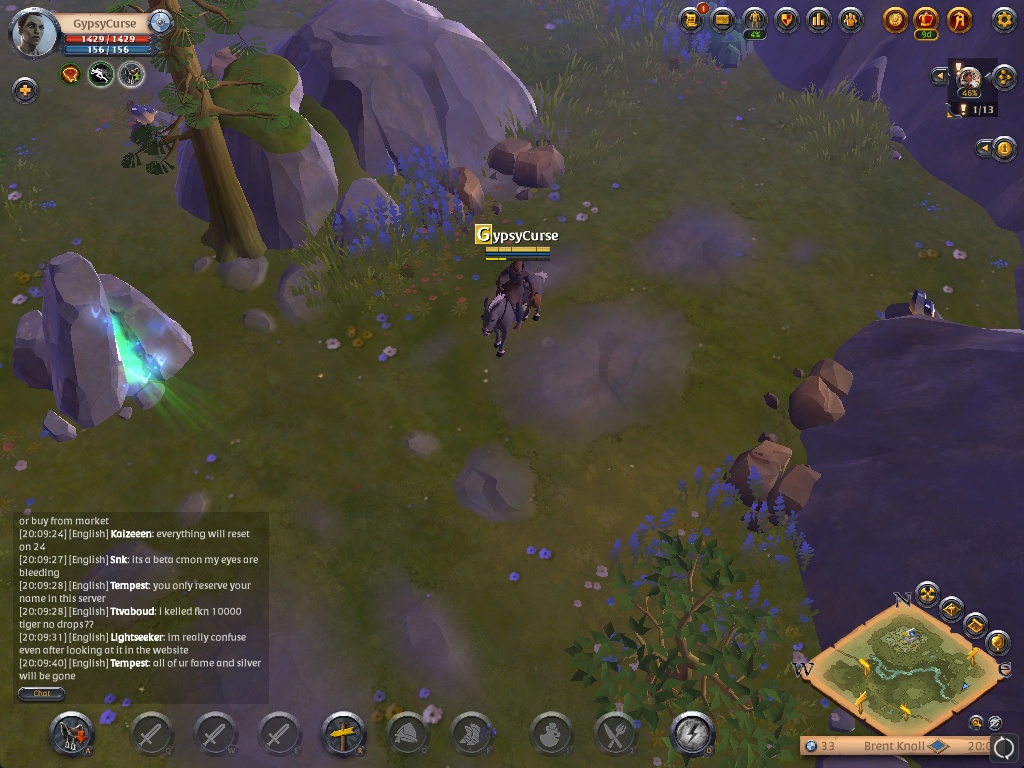 GypsyCurse
1429/1429
156/156
1
4%
9d
46%
1/13
1
GypsyCurse
or buy from market
[20:09:24] [English] Kaizeeen: everything will reset
on 24
[20:09:27] [English] Snk: its a beta cmon my eyes are
bleeding
[20:09:28] [English] Tempest: you only reserve your
name in this server
[20:09:28] [English] Ttvaboud: i kelled fkn 10000
tiger no drops??
[20:09:31] [English] Lightseeker: im really confuse
even after looking at it in the website
[20:09:40] [English] Tempest: all of ur fame and silver
will be gone
Chat
N
W
E
A
Q
W
E
R
D
F
O
33 Brent Knoll